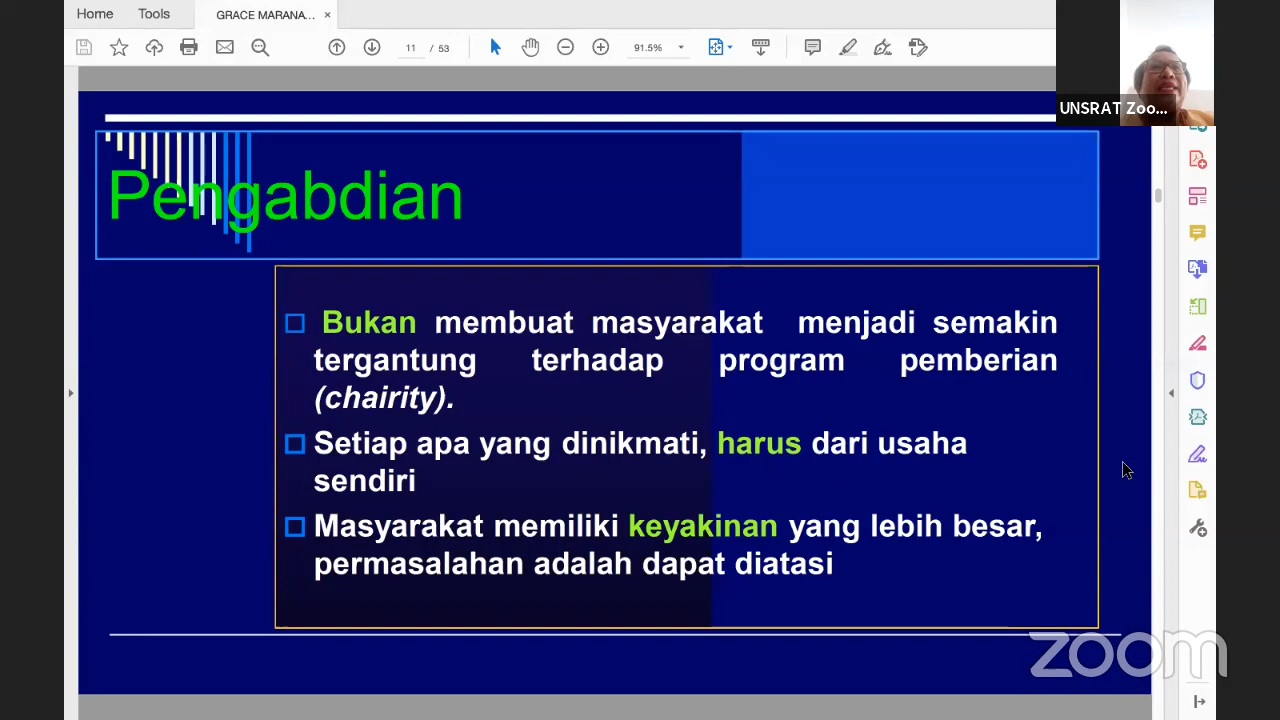 Home Tools GRACE MARANA... ×
11 / 53 91.5%
UNSRAT Zoo...
Pengabdian
Bukan membuat masyarakat menjadi semakin
tergantung terhadap program pemberian
(chairity).
Setiap apa yang dinikmati, harus dari usaha
sendiri
Masyarakat memiliki keyakinan yang lebih besar,
permasalahan adalah dapat diatasi
zoom